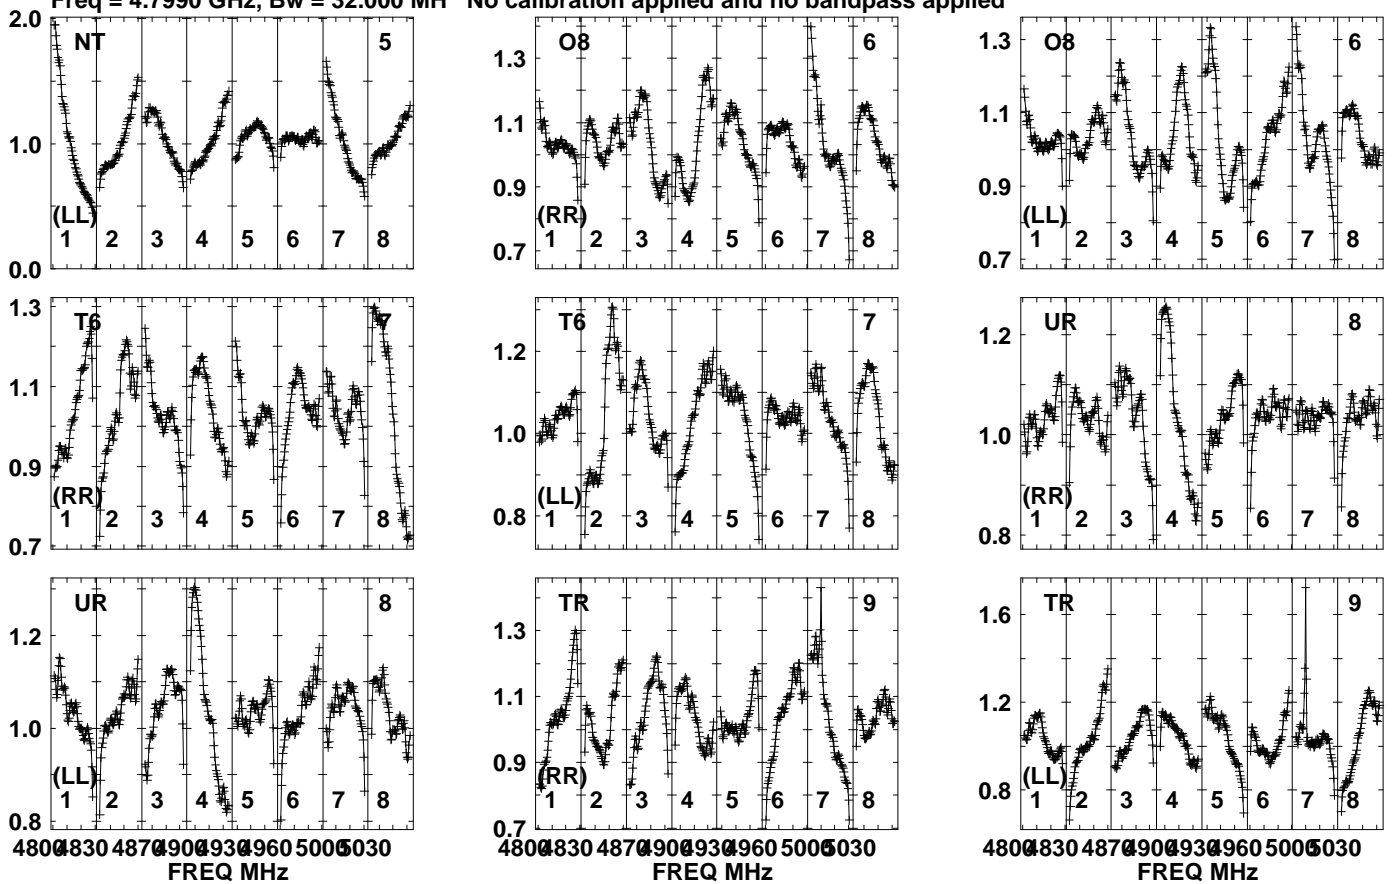 Freq = 4.7990 GHz, Bw = 32.000 MH No calibration applied and no bandpass applied
2.0
1.0
0.0
NT 5
(LL)
1 2 3 4 5 6 7 8
1.3
1.1
0.9
0.7
O8 6
(RR)
1 2 3 4 5 6 7 8
1.3
1.1
0.9
0.7
O8 6
(LL)
1 2 3 4 5 6 7 8
1.3
1.1
0.9
0.7
T6 7
(RR)
1 2 3 4 5 6 7 8
1.2
1.0
0.8
T6 7
(LL)
1 2 3 4 5 6 7 8
1.2
1.0
0.8
UR 8
(RR)
1 2 3 4 5 6 7 8
1.2
1.0
0.8
UR 8
(LL)
1 2 3 4 5 6 7 8
1.3
1.1
0.9
0.7
TR 9
(RR)
1 2 3 4 5 6 7 8
1.6
1.2
0.8
TR 9
(LL)
1 2 3 4 5 6 7 8
4800 4830 4870 4900 4930 4960 5000 5030
FREQ MHz
4800 4830 4870 4900 4930 4960 5000 5030
FREQ MHz
4800 4830 4870 4900 4930 4960 5000 5030
FREQ MHz